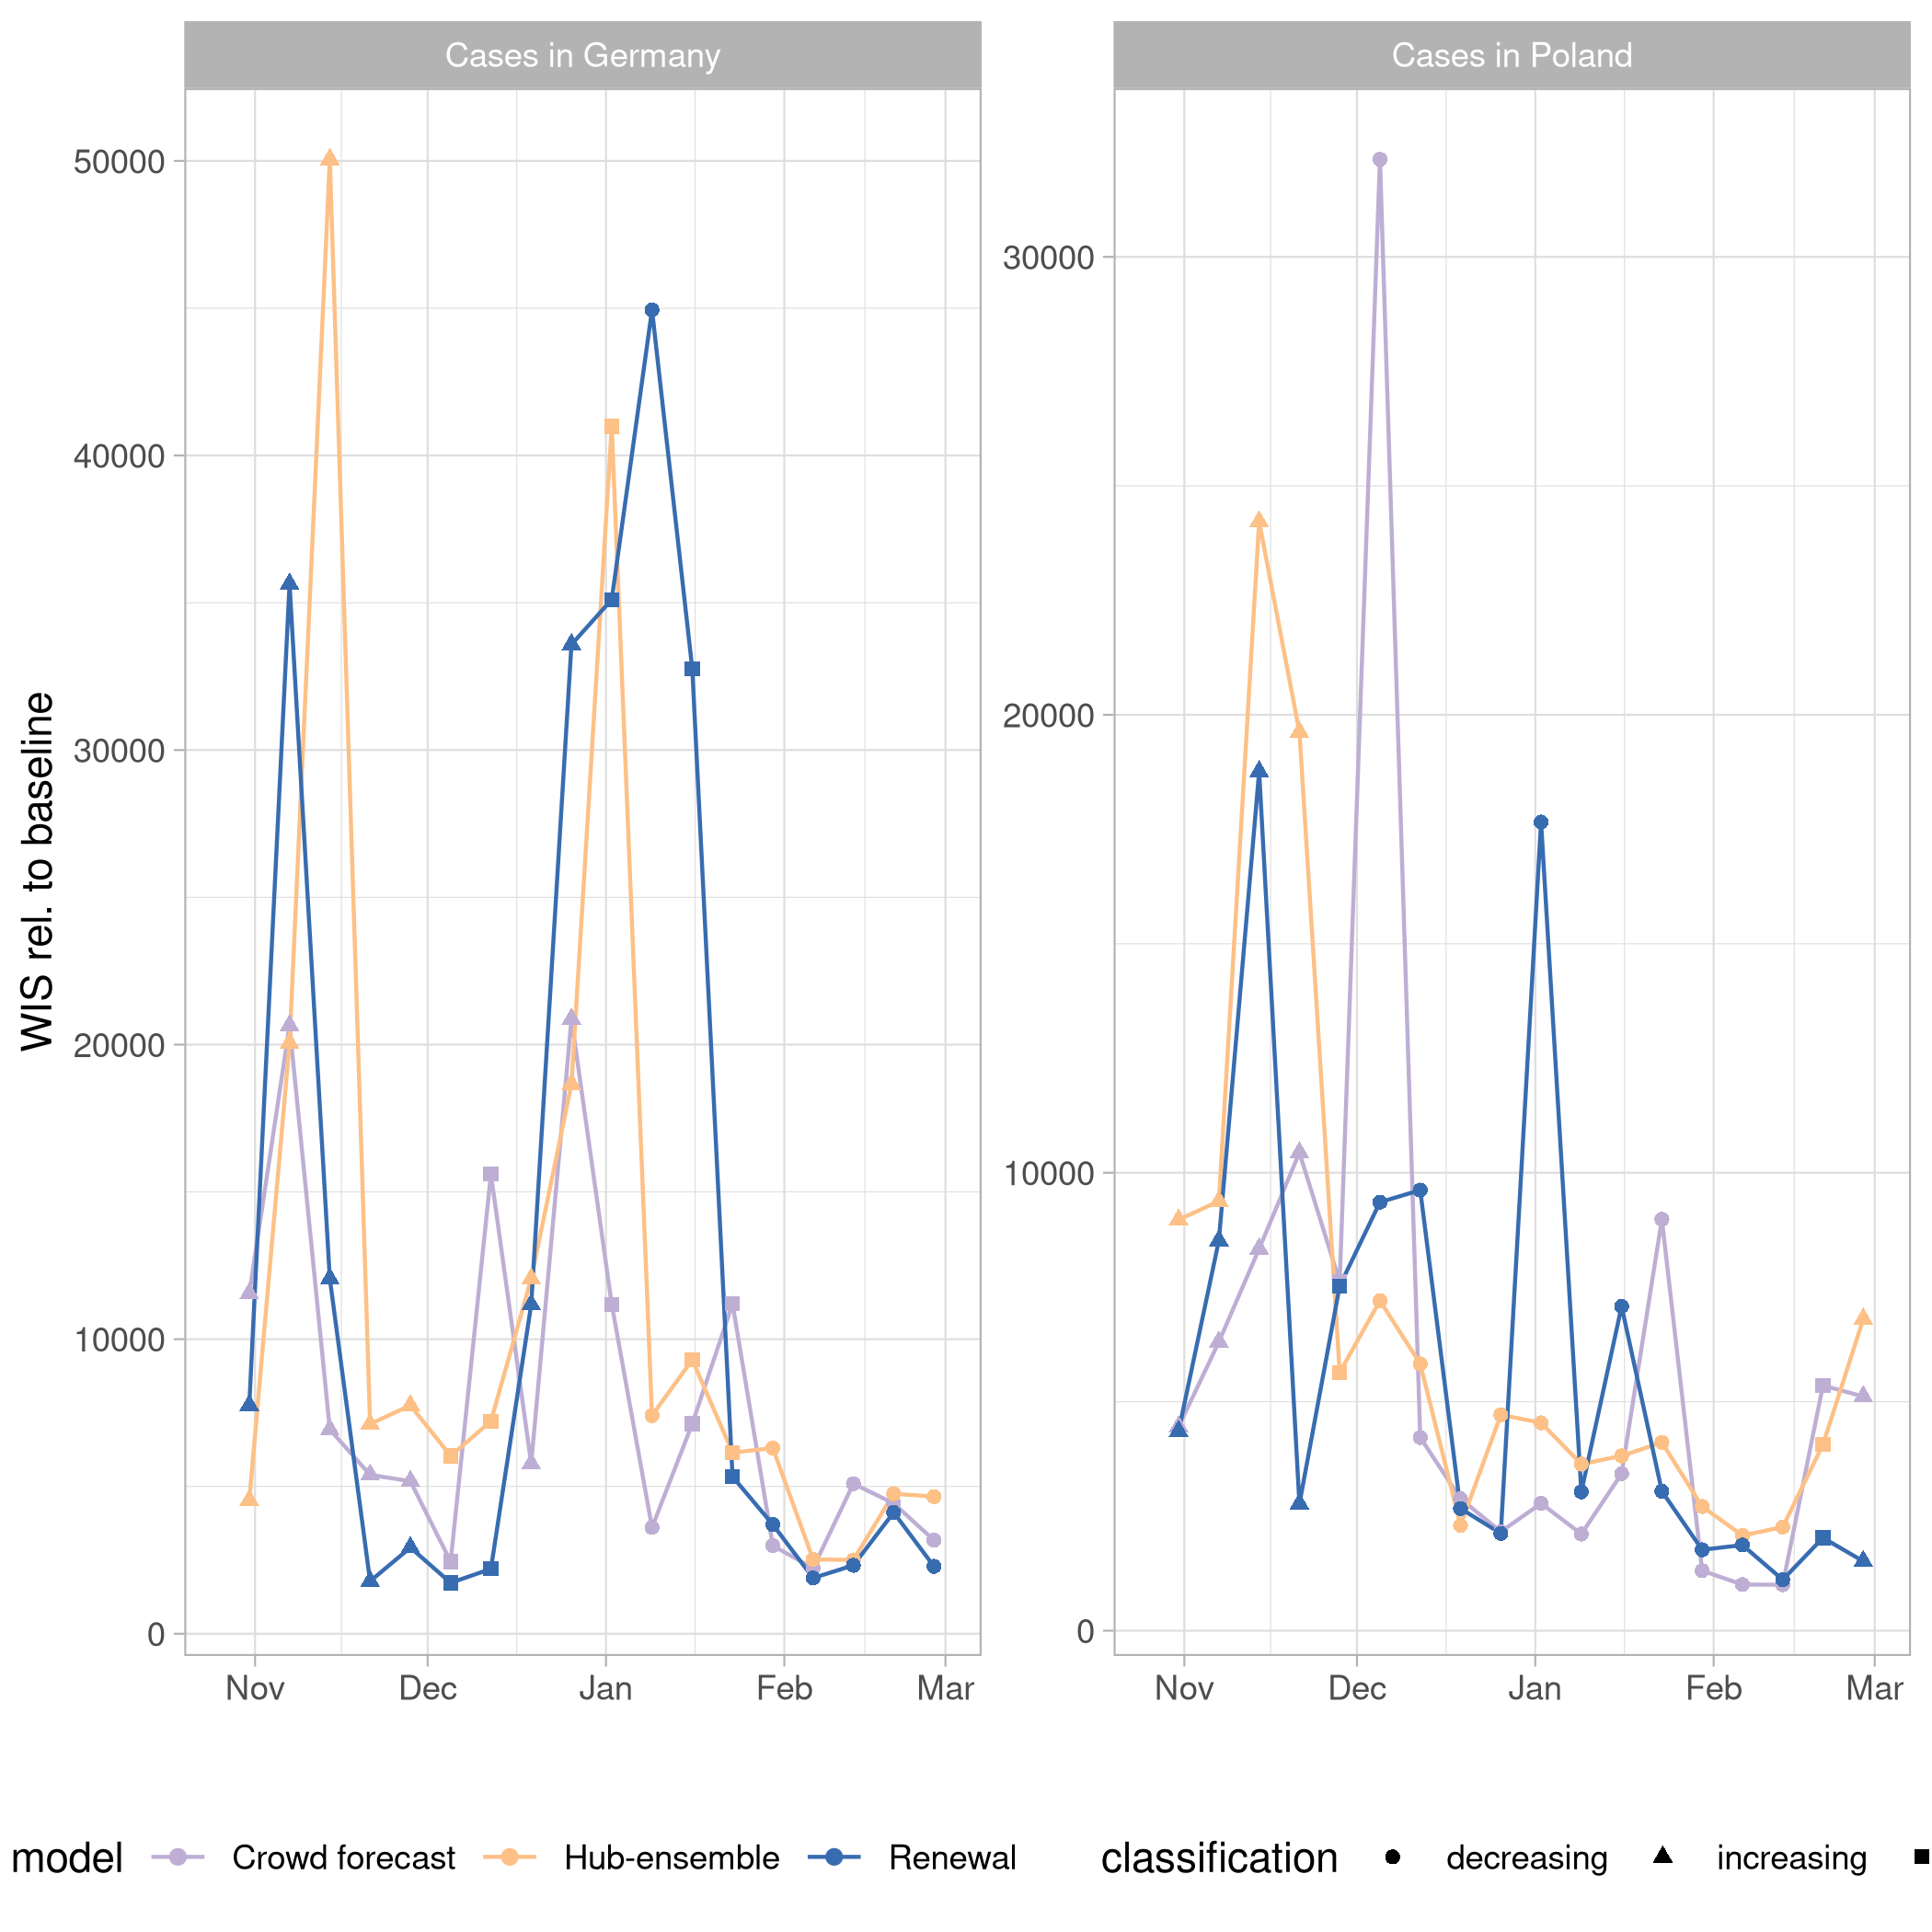 Cases in Germany
Cases in Poland
WIS rel. to baseline
50000
40000
30000
20000
10000
0
30000
20000
10000
0
Nov Dec Jan Feb Mar
Nov Dec Jan Feb Mar
model Crowd forecast Hub-ensemble Renewal classification decreasing increasing